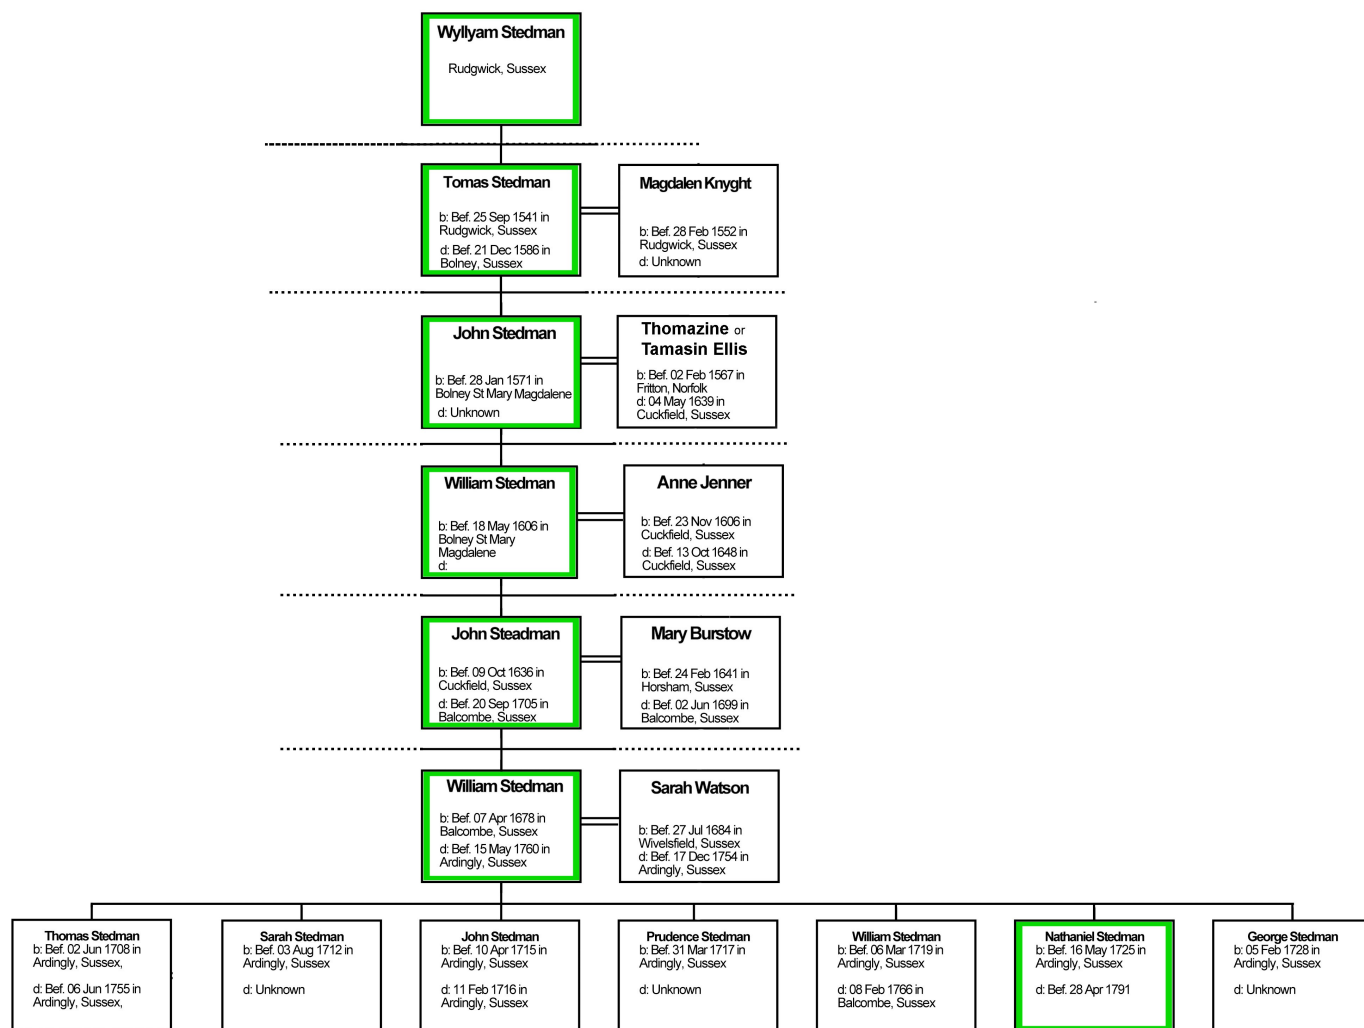 Wyllyam Stedman
Rudgwick, Sussex
Tomas Stedman
b: Bef. 25 Sep 1541 in
Rudgwick, Sussex
d: Bef. 21 Dec 1586 in
Bolney, Sussex
Magdalen Knyght
b: Bef. 28 Feb 1552 in
Rudgwick, Sussex
d: Unknown
John Stedman
b: Bef. 28 Jan 1571 in
Bolney St Mary Magdalene
d: Unknown
Thomazine or
Tamasin Ellis
b: Bef. 02 Feb 1567 in
Fritton, Norfolk
d: 04 May 1639 in
Cuckfield, Sussex
William Stedman
b: Bef. 18 May 1606 in
Bolney St Mary
Magdalene
d:
Anne Jenner
b: Bef. 23 Nov 1606 in
Cuckfield, Sussex
d: Bef. 13 Oct 1648 in
Cuckfield, Sussex
John Steadman
b: Bef. 09 Oct 1636 in
Cuckfield, Sussex
d: Bef. 20 Sep 1705 in
Balcombe, Sussex
Mary Burstow
b: Bef. 24 Feb 1641 in
Horsham, Sussex
d: Bef. 02 Jun 1699 in
Balcombe, Sussex
William Stedman
b: Bef. 07 Apr 1678 in
Balcombe, Sussex
d: Bef. 15 May 1760 in
Ardingly, Sussex
Sarah Watson
b: Bef. 27 Jul 1684 in
Wivelsfield, Sussex
d: Bef. 17 Dec 1754 in
Ardingly, Sussex
Thomas Stedman
b: Bef. 02 Jun 1708 in
Ardingly, Sussex,
d: Bef. 06 Jun 1755 in
Ardingly, Sussex,
Sarah Stedman
b: Bef. 03 Aug 1712 in
Ardingly, Sussex
d: Unknown
John Stedman
b: Bef. 10 Apr 1715 in
Ardingly, Sussex
d: 11 Feb 1716 in
Ardingly, Sussex
Prudence Stedman
b: Bef. 31 Mar 1717 in
Ardingly, Sussex
d: Unknown
William Stedman
b: Bef. 06 Mar 1719 in
Ardingly, Sussex
d: 08 Feb 1766 in
Balcombe, Sussex
Nathaniel Stedman
b: Bef. 16 May 1725 in
Ardingly, Sussex
d: Bef. 28 Apr 1791
George Stedman
b: 05 Feb 1728 in
Ardingly, Sussex
d: Unknown